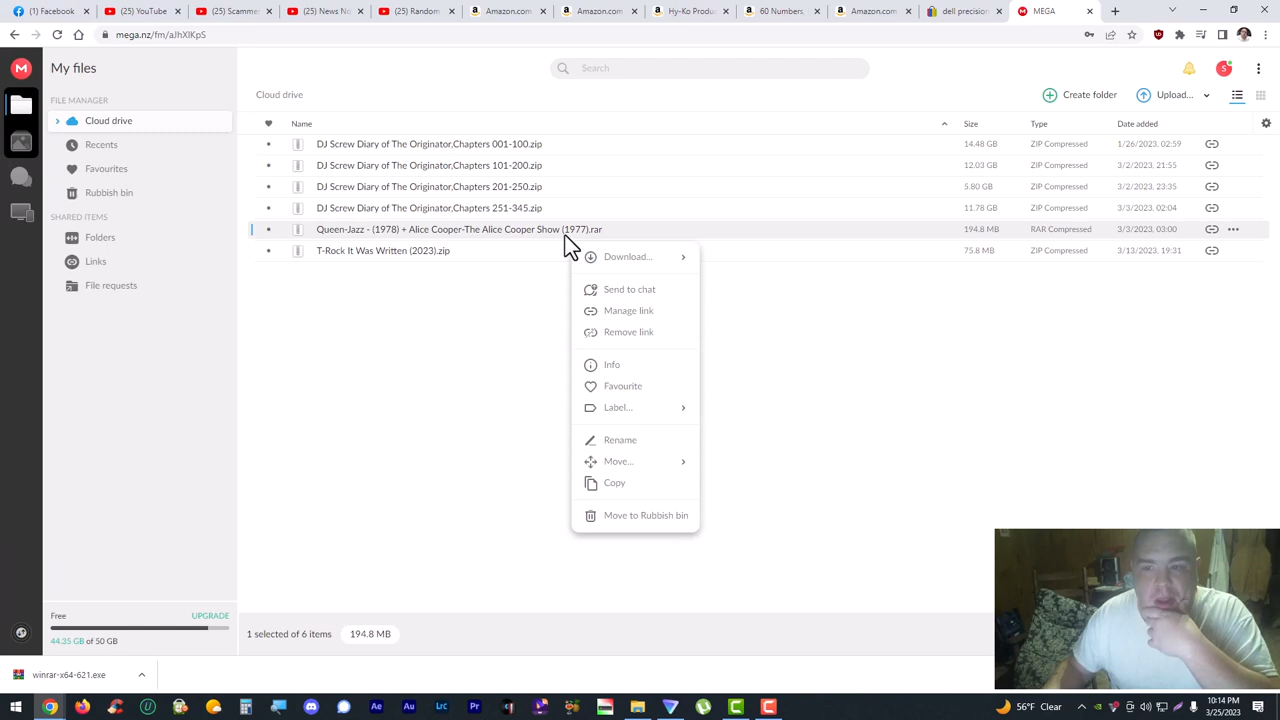 (1) Facebook
(25) YouTube
(25) Scamme
(25) News No
(25) Random
Amazon.com
Amazon.com
Hy-Ko Produ
60 Numbers
Amazon.com
dell precision
MEGA
mega.nz/fm/aJhXlKpS
My files
Search
S
FILE MANAGER
Cloud drive
Create folder
Upload...
Cloud drive
Name
Size
Type
Date added
Recents
DJ Screw Diary of The Originator,Chapters 001-100.zip
14.48 GB
ZIP Compressed
1/26/2023, 02:59
Favourites
DJ Screw Diary of The Originator,Chapters 101-200.zip
12.03 GB
ZIP Compressed
3/2/2023, 21:55
Rubbish bin
DJ Screw Diary of The Originator,Chapters 201-250.zip
5.80 GB
ZIP Compressed
3/2/2023, 23:35
SHARED ITEMS
DJ Screw Diary of The Originator,Chapters 251-345.zip
11.78 GB
ZIP Compressed
3/3/2023, 02:04
Folders
Queen-Jazz - (1978) + Alice Cooper-The Alice Cooper Show (1977).rar
194.8 MB
RAR Compressed
3/3/2023, 03:00
Links
T-Rock It Was Written (2023).zip
75.8 MB
ZIP Compressed
3/13/2023, 19:31
File requests
Download...
Send to chat
Manage link
Remove link
Info
Favourite
Label...
Rename
Move...
Copy
Move to Rubbish bin
Free
UPGRADE
44.35 GB of 50 GB
1 selected of 6 items
194.8 MB
winrar-x64-621.exe
Ae
Au
Lrc
Pr
56°F Clear
10:14 PM
3/25/2023